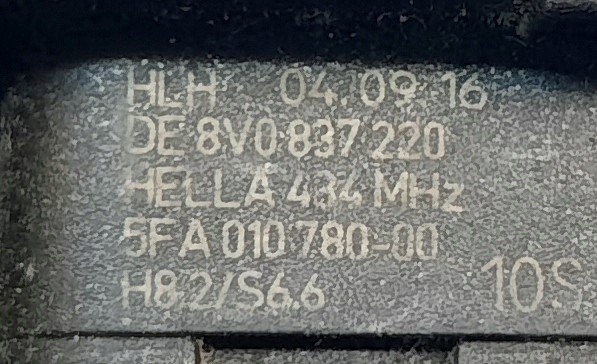 HLH 04.09.16
DE 8V0 837 220
HELLA 434 MHz
5FA 010 780-00
H8.2/S6.6
10S